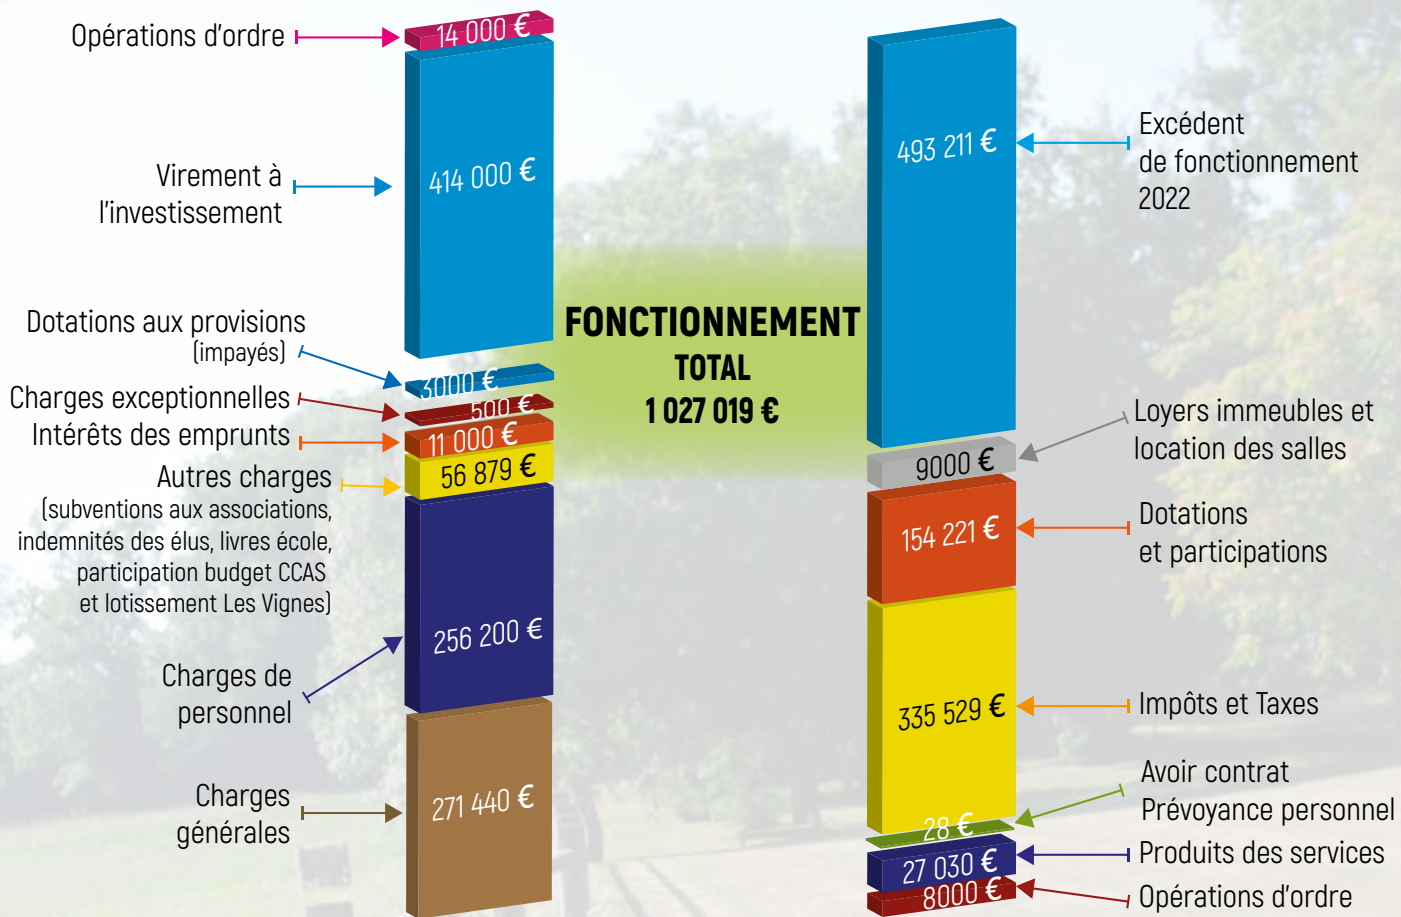 Opérations d'ordre
14 000 €
Virement à
l'investissement
414 000 €
Dotations aux provisions
(impayés)
3000 €
Charges exceptionnelles
500 €
Intérêts des emprunts
11 000 €
Autres charges
(subventions aux associations,
indemnités des élus, livres école,
participation budget CCAS
et lotissement Les Vignes)
56 879 €
Charges de
personnel
256 200 €
Charges
générales
271 440 €
FONCTIONNEMENT
TOTAL
1 027 019 €
493 211 €
Excédent
de fonctionnement
2022
9000 €
Loyers immeubles et
location des salles
154 221 €
Dotations
et participations
335 529 €
Impôts et Taxes
28 €
Avoir contrat
Prévoyance personnel
27 030 €
Produits des services
8000 €
Opérations d'ordre